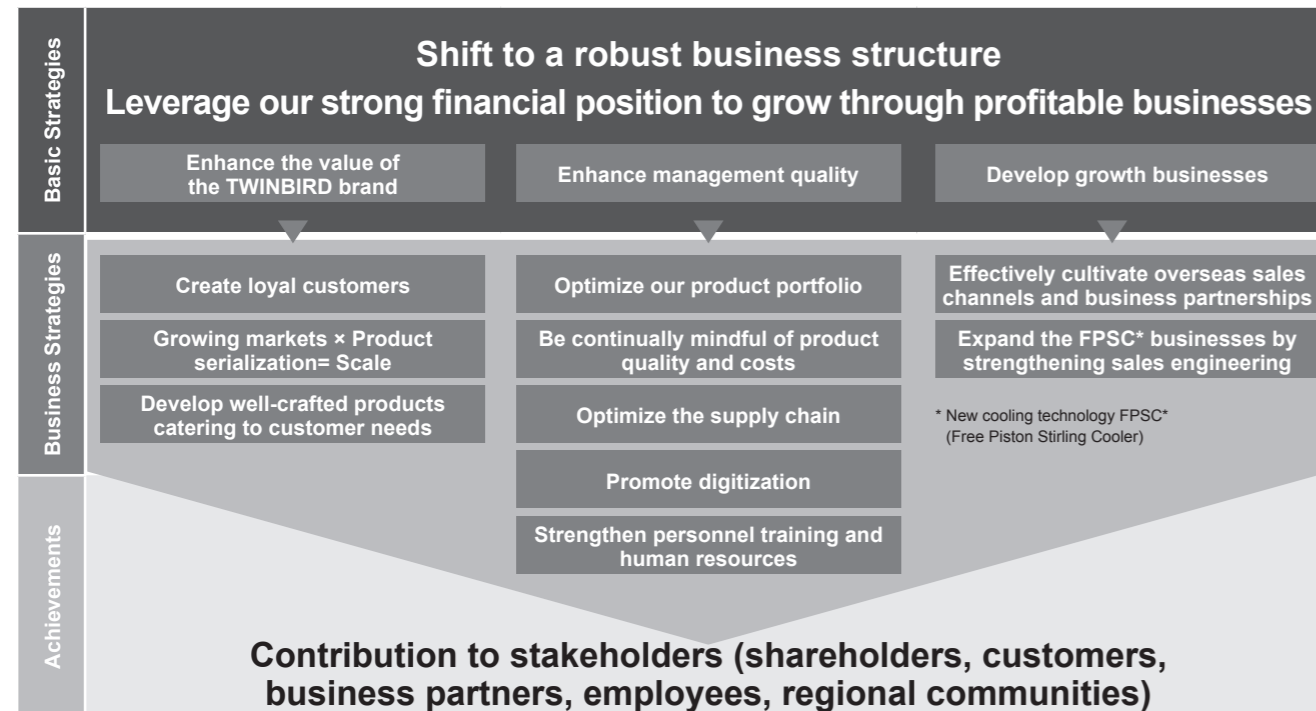 Basic Strategies
Shift to a robust business structure
Leverage our strong financial position to grow through profitable businesses
Enhance the value of
the TWINBIRD brand
Enhance management quality
Develop growth businesses
Business Strategies
Create loyal customers
Growing markets × Product
serialization= Scale
Develop well-crafted products
catering to customer needs
Optimize our product portfolio
Be continually mindful of product
quality and costs
Optimize the supply chain
Promote digitization
Strengthen personnel training and
human resources
Effectively cultivate overseas sales
channels and business partnerships
Expand the FPSC* businesses by
strengthening sales engineering
* New cooling technology FPSC*
(Free Piston Stirling Cooler)
Achievements
Contribution to stakeholders (shareholders, customers,
business partners, employees, regional communities)